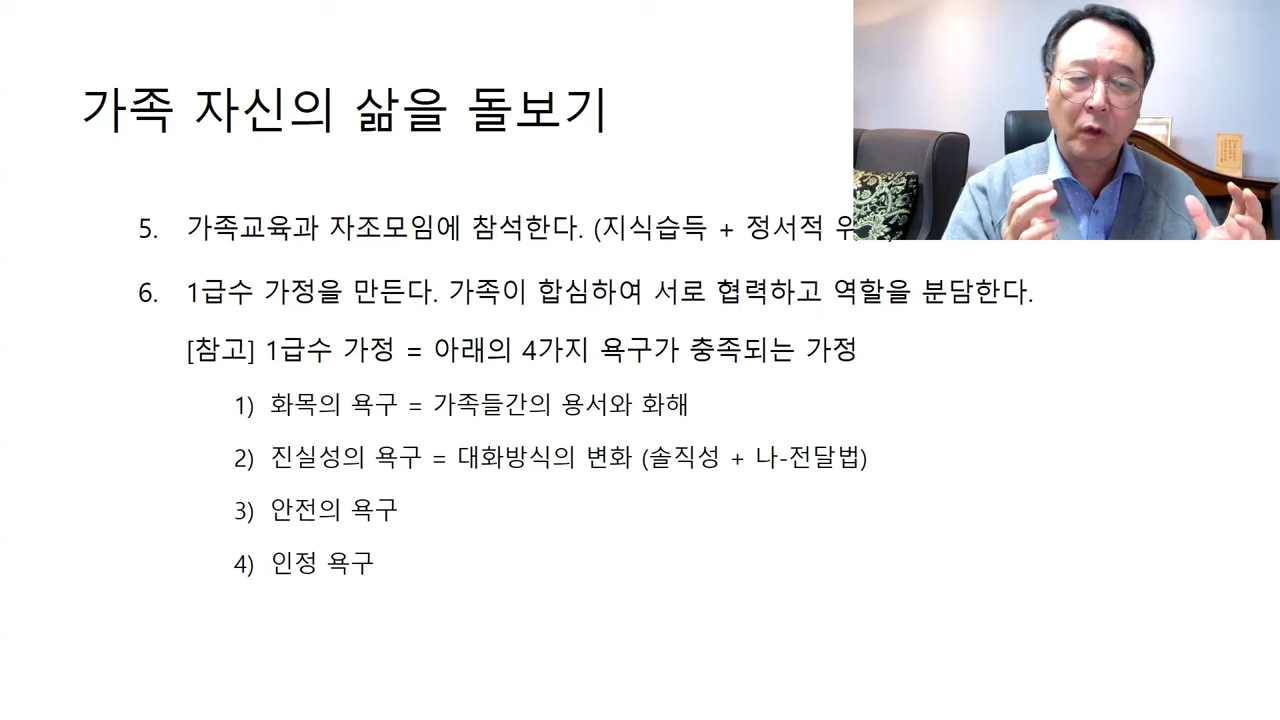 가족 자신의 삶을 돌보기
5. 가족교육과 자조모임에 참석한다. (지식습득 + 정서적
6. 1급수 가정을 만든다. 가족이 합심하여 서로 협력하고 역할을 분담한다.
[참고] 1급수 가정 = 아래의 4가지 욕구가 충족되는 가정
1) 화목의 욕구 = 가족들간의 용서와 화해
2) 진실성의 욕구 = 대화방식의 변화 (솔직성 + 나-전달법)
3) 안전의 욕구
4) 인정 욕구